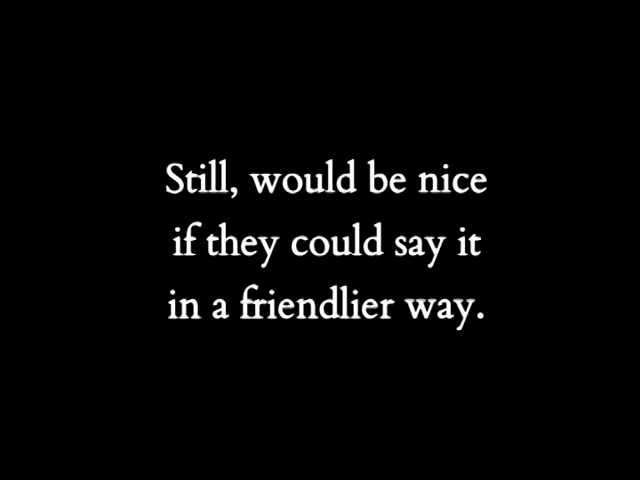 Still, would be nice
if they could say it
in a friendlier way.